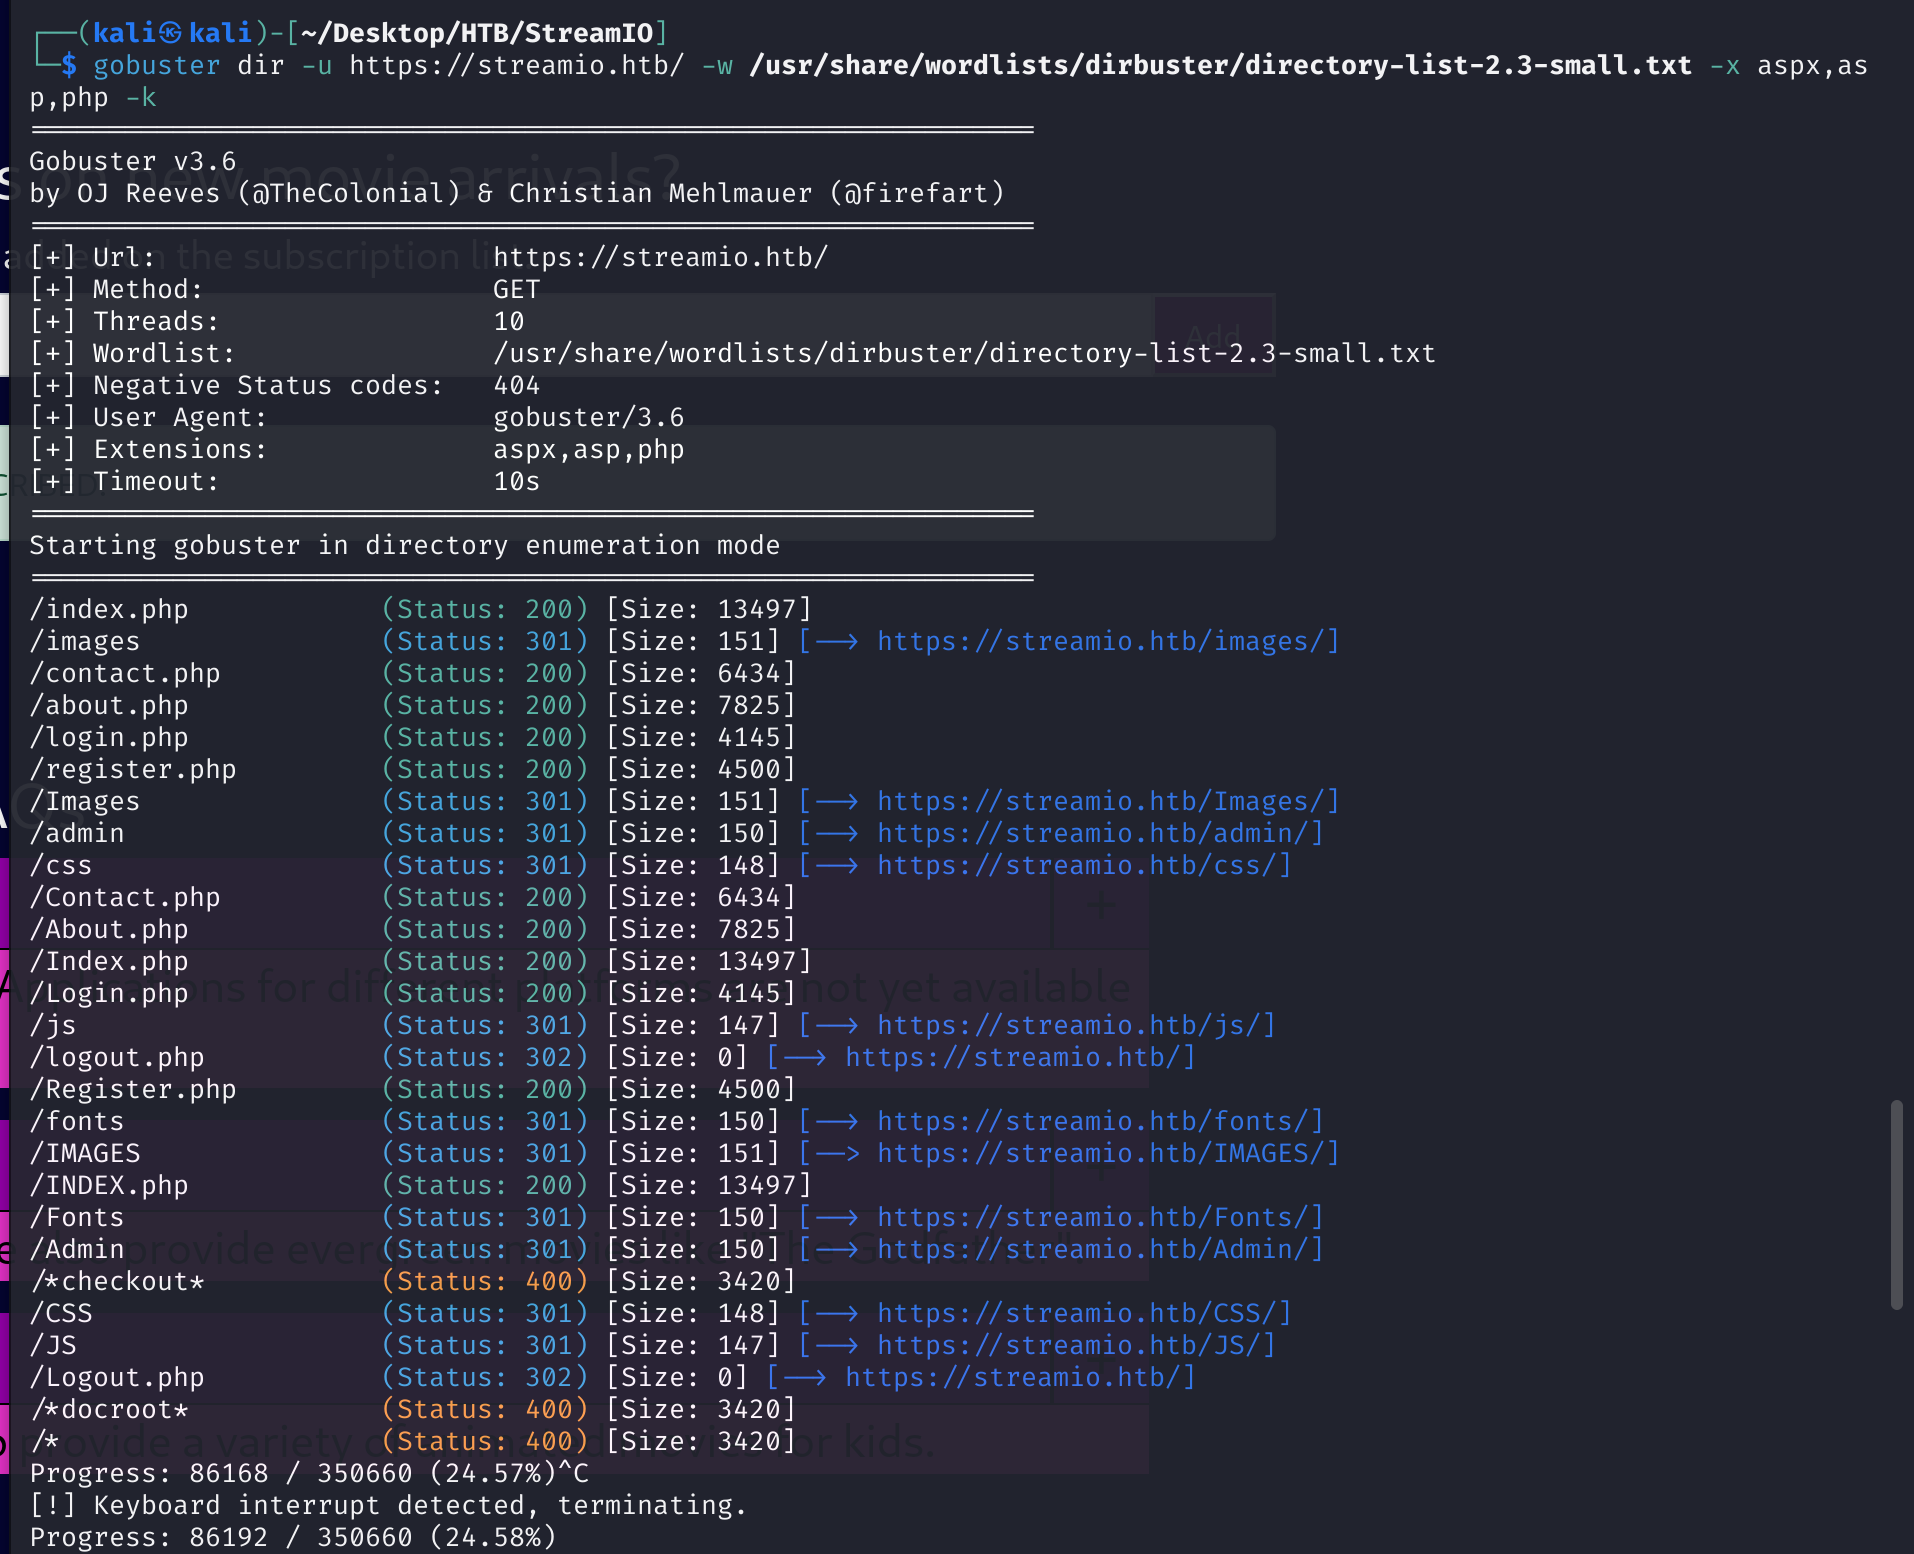 (kali㉿kali)-[~/Desktop/HTB/StreamIO]
$ gobuster dir -u https://streamio.htb/ -w /usr/share/wordlists/dirbuster/directory-list-2.3-small.txt -x aspx,as
p,php -k
===============================================================
Gobuster v3.6
by OJ Reeves (@TheColonial) & Christian Mehlmauer (@firefart)
===============================================================
[+] Url:                     https://streamio.htb/
[+] Method:                  GET
[+] Threads:                 10
[+] Wordlist:                /usr/share/wordlists/dirbuster/directory-list-2.3-small.txt
[+] Negative Status codes:   404
[+] User Agent:              gobuster/3.6
[+] Extensions:              aspx,asp,php
[+] Timeout:                 10s
===============================================================
Starting gobuster in directory enumeration mode
===============================================================
/index.php            (Status: 200) [Size: 13497]
/images               (Status: 301) [Size: 151] [--> https://streamio.htb/images/]
/contact.php          (Status: 200) [Size: 6434]
/about.php            (Status: 200) [Size: 7825]
/login.php            (Status: 200) [Size: 4145]
/register.php         (Status: 200) [Size: 4500]
/Images               (Status: 301) [Size: 151] [--> https://streamio.htb/Images/]
/admin                (Status: 301) [Size: 150] [--> https://streamio.htb/admin/]
/css                  (Status: 301) [Size: 148] [--> https://streamio.htb/css/]
/Contact.php          (Status: 200) [Size: 6434]
/About.php            (Status: 200) [Size: 7825]
/Index.php            (Status: 200) [Size: 13497]
/Login.php            (Status: 200) [Size: 4145]
/js                   (Status: 301) [Size: 147] [--> https://streamio.htb/js/]
/logout.php           (Status: 302) [Size: 0] [--> https://streamio.htb/]
/Register.php         (Status: 200) [Size: 4500]
/fonts                (Status: 301) [Size: 150] [--> https://streamio.htb/fonts/]
/IMAGES               (Status: 301) [Size: 151] [--> https://streamio.htb/IMAGES/]
/INDEX.php            (Status: 200) [Size: 13497]
/Fonts                (Status: 301) [Size: 150] [--> https://streamio.htb/Fonts/]
/Admin                (Status: 301) [Size: 150] [--> https://streamio.htb/Admin/]
/*checkout*           (Status: 400) [Size: 3420]
/CSS                  (Status: 301) [Size: 148] [--> https://streamio.htb/CSS/]
/JS                   (Status: 301) [Size: 147] [--> https://streamio.htb/JS/]
/Logout.php           (Status: 302) [Size: 0] [--> https://streamio.htb/]
/*docroot*            (Status: 400) [Size: 3420]
/*                    (Status: 400) [Size: 3420]
Progress: 86168 / 350660 (24.57%)^C
[!] Keyboard interrupt detected, terminating.
Progress: 86192 / 350660 (24.58%)